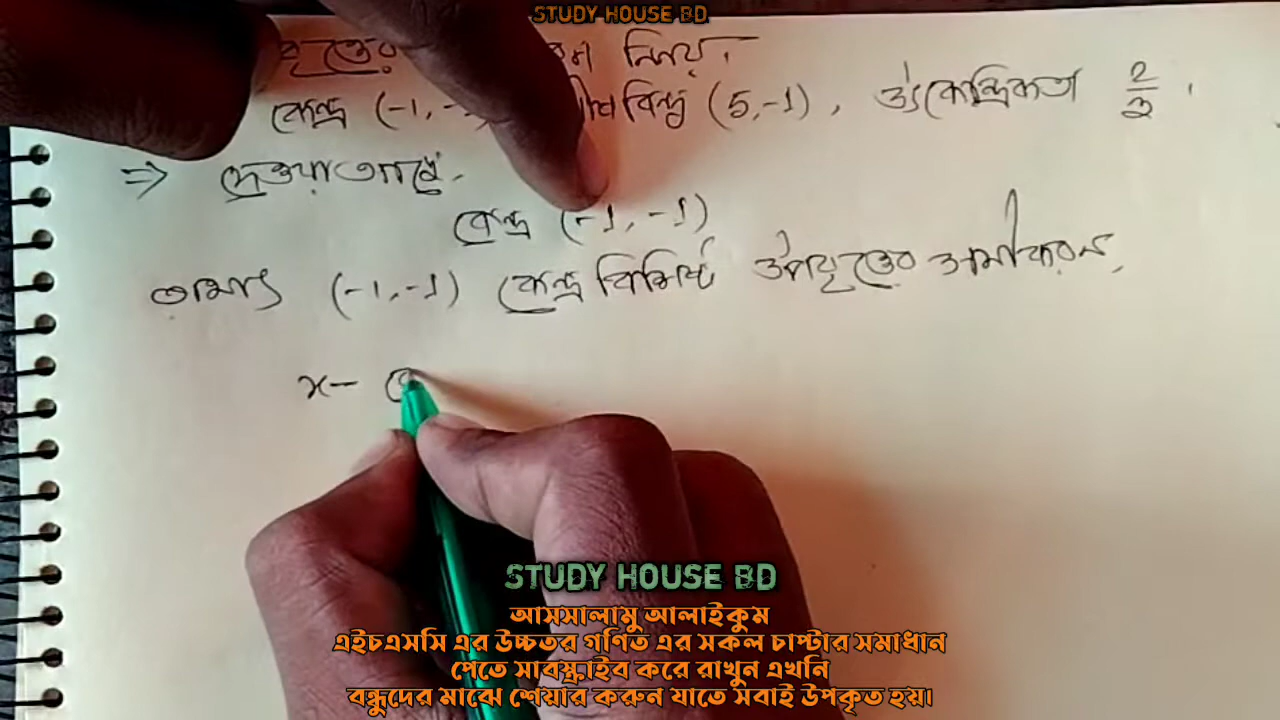 STUDY HOUSE BD
নির্ণয়।
কেন্দ্র (-1, - (5,-1), উৎকেন্দ্রিকতা 2/3 ।
⇒ দেওয়া আছে,
কেন্দ্র (-1, -1)
আমরা (-1,-1) কেন্দ্র বিশিষ্ট উপবৃত্তের সমীকরন,
x-
STUDY HOUSE BD
আসসালামু আলাইকুম
এইচএসসি এর উচ্চতর গণিত এর সকল চাপ্টার সমাধান
পেতে সাবস্ক্রাইব করে রাখুন এখনি
বন্ধুদের মাঝে শেয়ার করুন যাতে সবাই উপকৃত হয়।